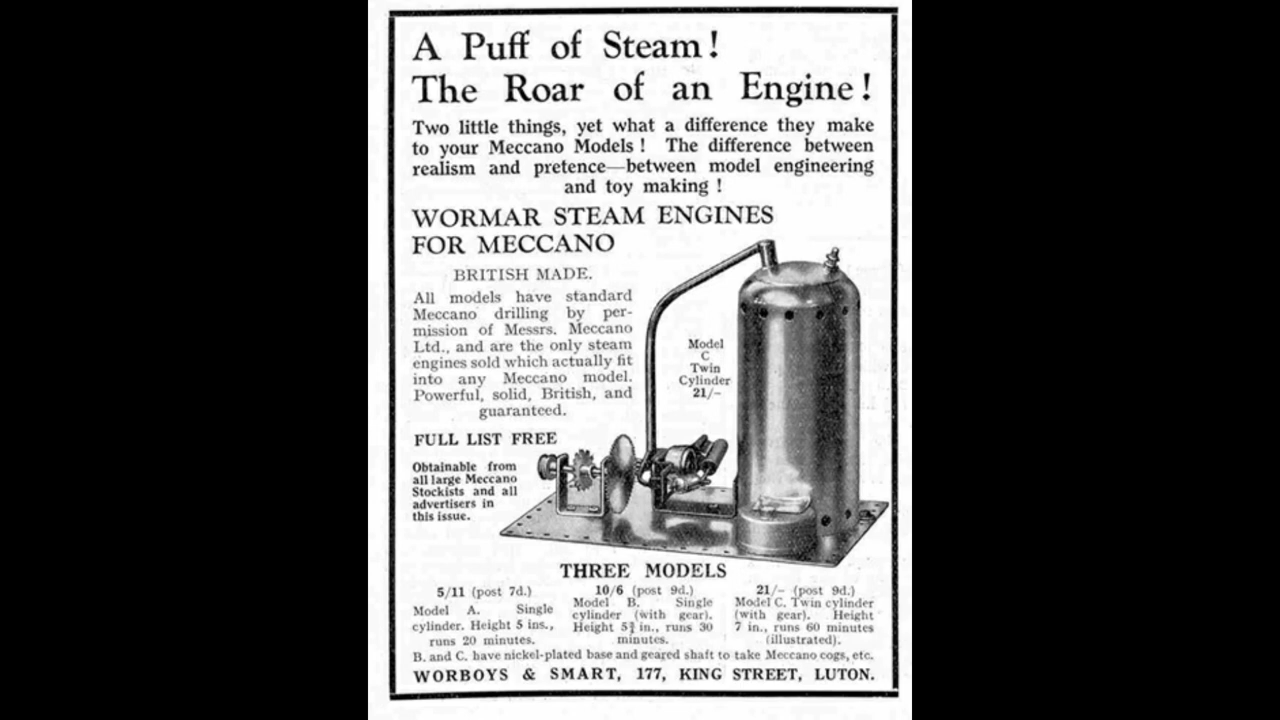 A Puff of Steam!
The Roar of an Engine!
Two little things, yet what a difference they make
to your Meccano Models! The difference between
realism and pretence—between model engineering
and toy making!
WORMAR STEAM ENGINES
FOR MECCANO
BRITISH MADE.
All models have standard
Meccano drilling by per-
mission of Messrs. Meccano
Ltd., and are the only steam
engines sold which actually fit
into any Meccano model.
Powerful, solid, British, and
guaranteed.
Model
C
Twin
Cylinder
21/–
FULL LIST FREE
Obtainable from
all large Meccano
Stockists and all
advertisers in
this issue.
THREE MODELS
5/11 (post 7d.)
Model A. Single
cylinder. Height 5 ins.,
runs 20 minutes.
10/6 (post 9d.)
Model B. Single
cylinder (with gear).
Height 5¾ in., runs 30
minutes.
21/– (post 9d.)
Model C. Twin cylinder
(with gear). Height
7 in., runs 60 minutes
(illustrated).
B. and C. have nickel-plated base and geared shaft to take Meccano cogs, etc.
WORBOYS & SMART, 177, KING STREET, LUTON.